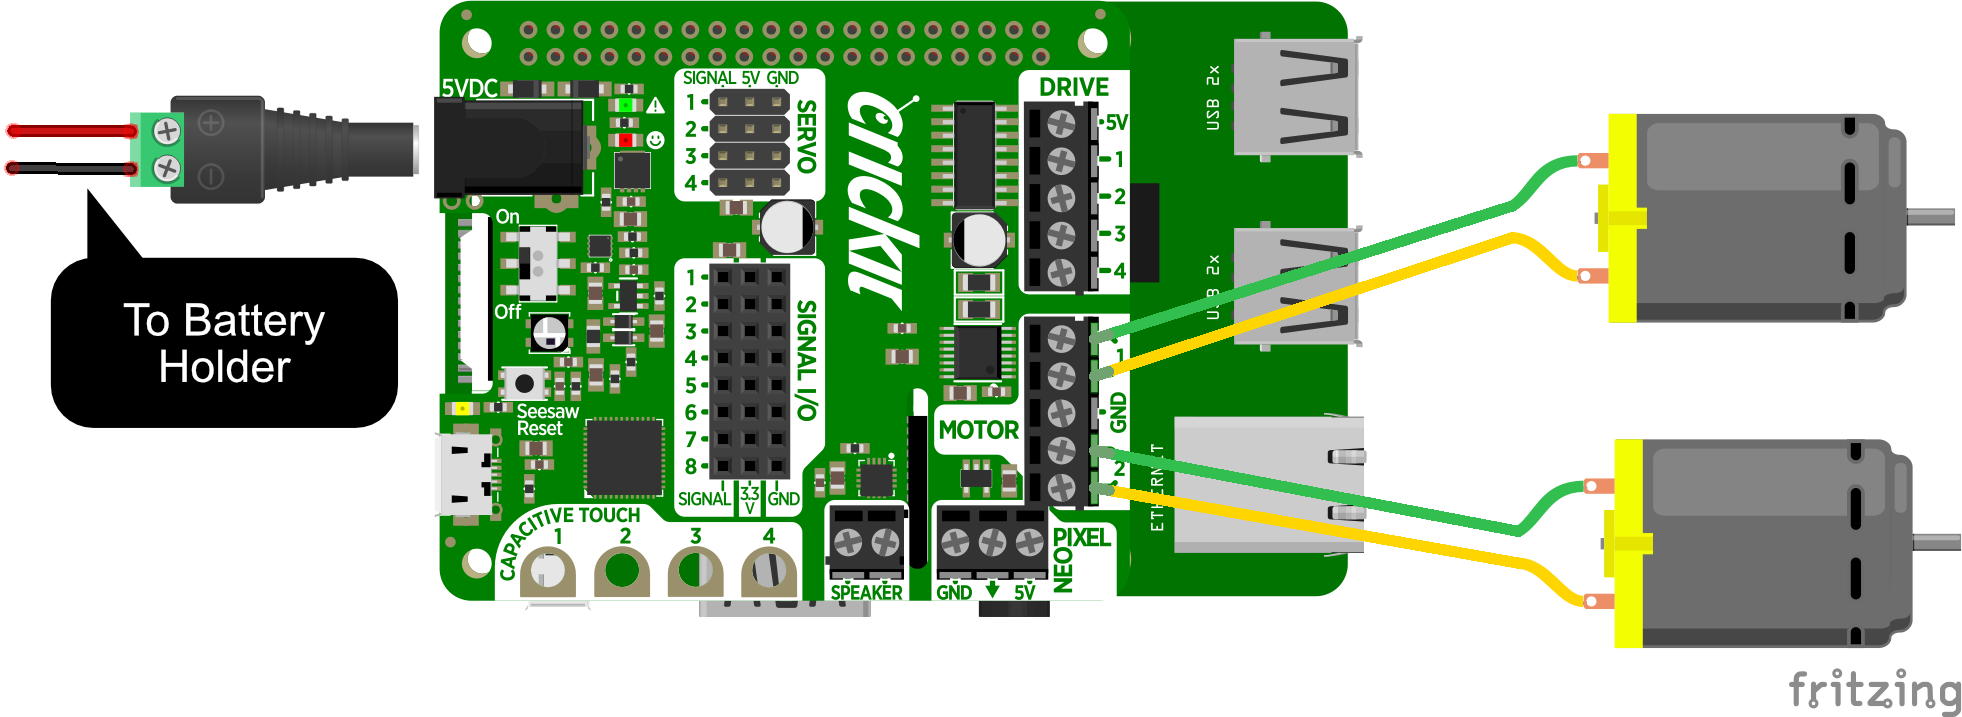 To Battery
Holder
5VDC
On
Off
Seesaw
Reset
SIGNAL 5V GND
1
2
3
4
SERVO
crickit
1
2
3
4
5
6
7
8
SIGNAL I/O
SIGNAL
3.3
V
GND
CAPACITIVE TOUCH
1 2 3 4
SPEAKER
DRIVE
5V
1
2
3
4
MOTOR
1
GND
2
NEO
PIXEL
GND
5V
USB 2x
USB 2x
ETHERNET
fritzing